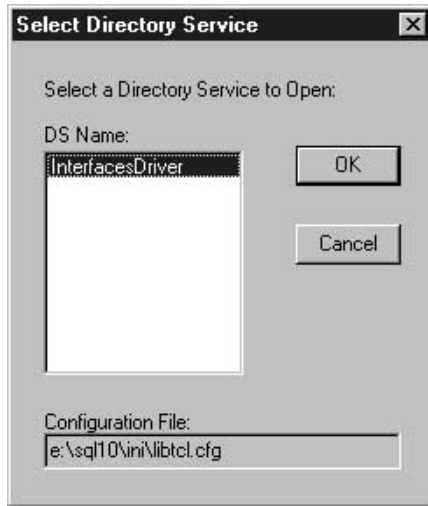 Select Directory Service
Select a Directory Service to Open:
DS Name:
InterfacesDriver
OK
Cancel
Configuration File:
e:\sql10\ini\libtcl.cfg